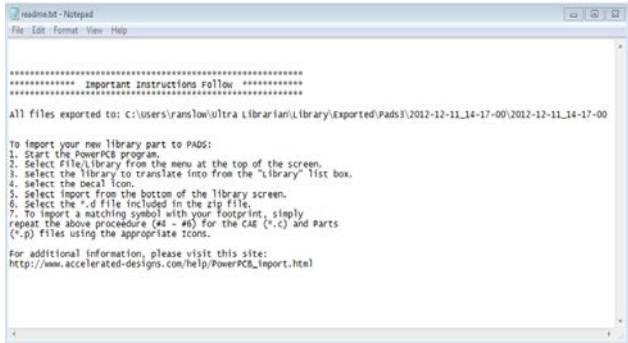 readme.txt - Notepad
File Edit Format View Help
************************************************************
************* Important Instructions Follow ************
************************************************************
All files exported to: C:\Users\ranslow\Ultra Librarian\Library\Exported\Pads3\2012-12-11_14-17-00\2012-12-11_14-17-00
To import your new library part to PADS:
1. Start the PowerPCB program.
2. Select File/Library from the menu at the top of the screen.
3. Select the library to translate into from the "Library" list box.
4. Select the Decal icon.
5. Select import from the bottom of the library screen.
6. Select the *.d file included in the zip file.
7. To import a matching symbol with your footprint, simply
repeat the above proceedure (#4 - #6) for the CAE (*.c) and Parts
(*.p) files using the appropriate Icons.
For additional information, please visit this site:
http://www.accelerated-designs.com/help/PowerPCB_import.html